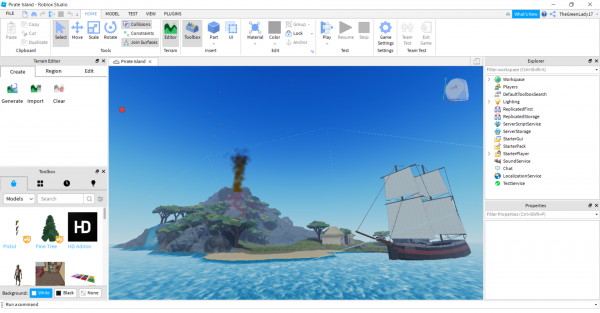 Pirate Island - Roblox Studio
FILE HOME MODEL TEST VIEW PLUGINS What's New TheGreenLady17
Paste Copy Cut Duplicate Select Move Scale Rotate Collisions Constraints Join Surfaces Editor Toolbox Part UI Material Color Group Lock Anchor Play Resume Stop Game Settings Team Test Exit Game
Clipboard Tools Terrain Insert Edit Test Settings Team Test
Terrain Editor
Create Region Edit
Generate Import Clear
Toolbox
Models Search
Pistol Pine Tree HD Admin
HD
Background: White Black None
Run a command
Pirate Island
Explorer
Filter workspace (Ctrl+Shift+X)
Workspace
Players
DefaultToolboxSearch
Lighting
ReplicatedFirst
ReplicatedStorage
ServerScriptService
ServerStorage
StarterGui
StarterPack
StarterPlayer
SoundService
Chat
LocalizationService
TestService
Properties
Filter Properties (Ctrl+Shift+P)